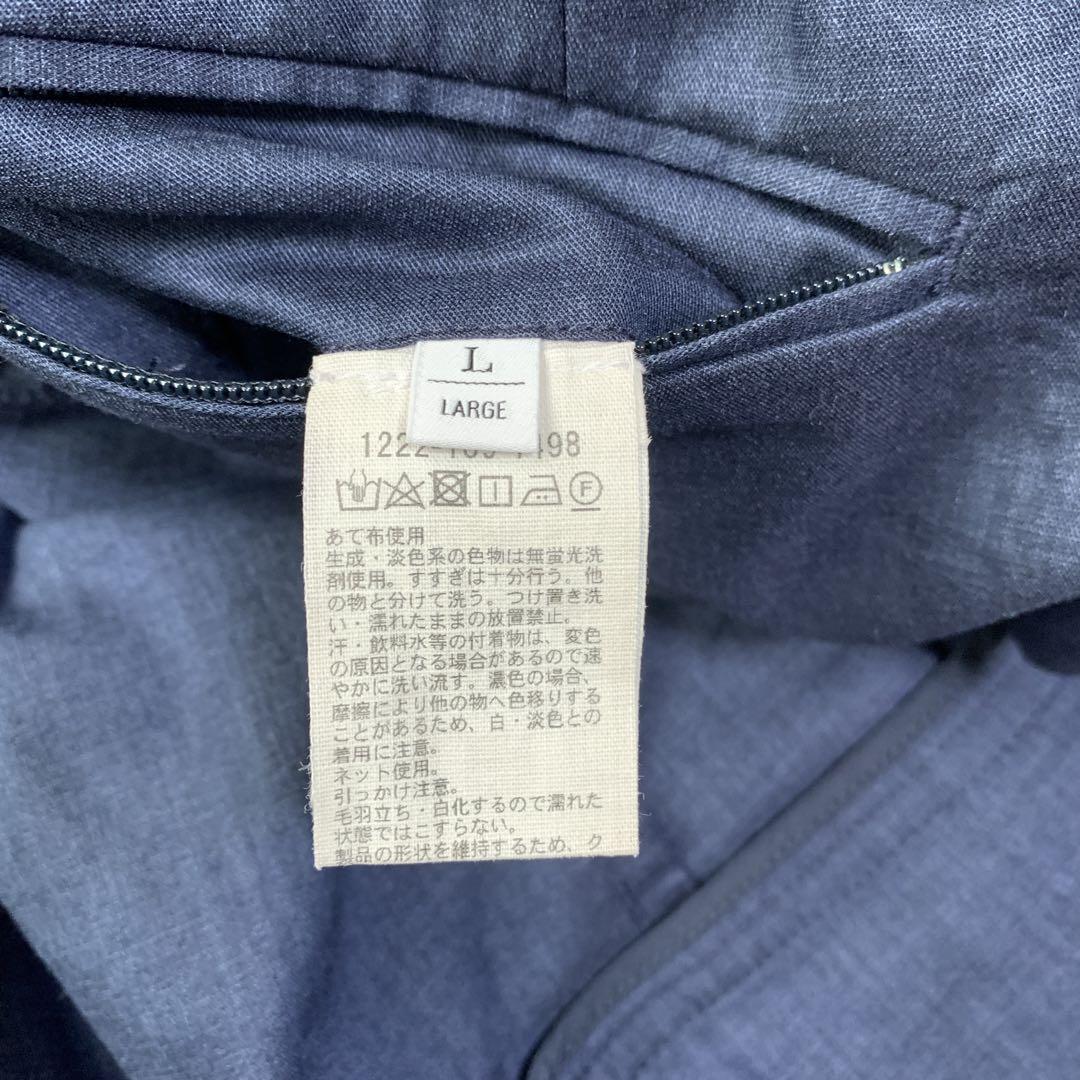 L
LARGE
1222 498
F
あて布使用
生成・淡色系の色物は無蛍光洗
剤使用。すすぎは十分行う。他
の物と分けて洗う。つけ置き洗
い・濡れたままの放置禁止。
汗・飲料水等の付着物は、変色
の原因となる場合があるので速
やかに洗い流す。濃色の場合、
摩擦により他の物へ色移りする
ことがあるため、白・淡色との
着用に注意。
ネット使用。
引っかけ注意。
毛羽立ち・白化するので濡れた
状態ではこすらない。
製品の形状を維持するため、ク